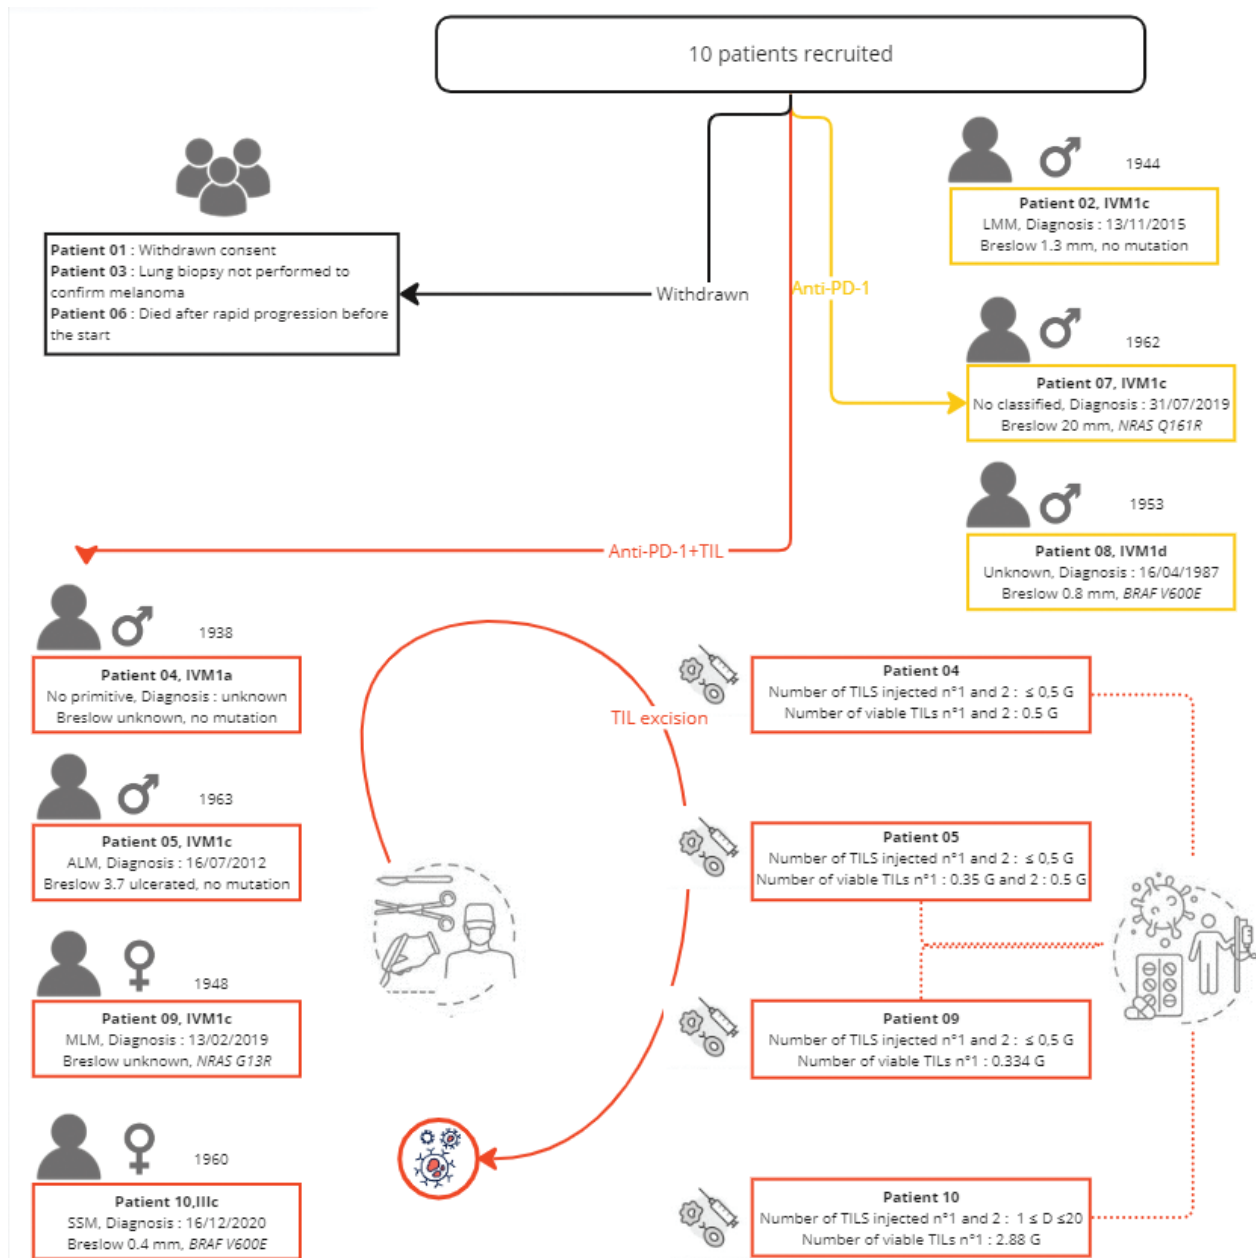 10 patients recruited
Patient 01 : Withdrawn consent
Patient 03 : Lung biopsy not performed to
confirm melanoma
Patient 06 : Died after rapid progression before
the start
Withdrawn
Anti-PD-1
1944
Patient 02, IVM1c
LMM, Diagnosis : 13/11/2015
Breslow 1.3 mm, no mutation
1962
Patient 07, IVM1c
No classified, Diagnosis : 31/07/2019
Breslow 20 mm, NRAS Q161R
1953
Patient 08, IVM1d
Unknown, Diagnosis : 16/04/1987
Breslow 0.8 mm, BRAF V600E
Anti-PD-1+TIL
1938
Patient 04, IVM1a
No primitive, Diagnosis : unknown
Breslow unknown, no mutation
1963
Patient 05, IVM1c
ALM, Diagnosis : 16/07/2012
Breslow 3.7 ulcerated, no mutation
1948
Patient 09, IVM1c
MLM, Diagnosis : 13/02/2019
Breslow unknown, NRAS G13R
1960
Patient 10,IIIc
SSM, Diagnosis : 16/12/2020
Breslow 0.4 mm, BRAF V600E
TIL excision
Patient 04
Number of TILS injected n°1 and 2 : ≤ 0,5 G
Number of viable TILs n°1 and 2 : 0.5 G
Patient 05
Number of TILS injected n°1 and 2 : ≤ 0,5 G
Number of viable TILs n°1 : 0.35 G and 2 : 0.5 G
Patient 09
Number of TILS injected n°1 and 2 : ≤ 0,5 G
Number of viable TILs n°1 : 0.334 G
Patient 10
Number of TILS injected n°1 and 2 : 1 ≤ D ≤20
Number of viable TILs n°1 : 2.88 G